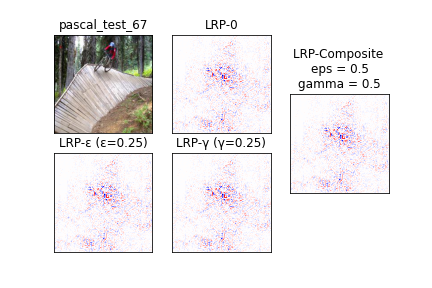 pascal_test_67
LRP-0
LRP-Composite
eps = 0.5
gamma = 0.5
LRP-ε (ε=0.25)
LRP-γ (γ=0.25)